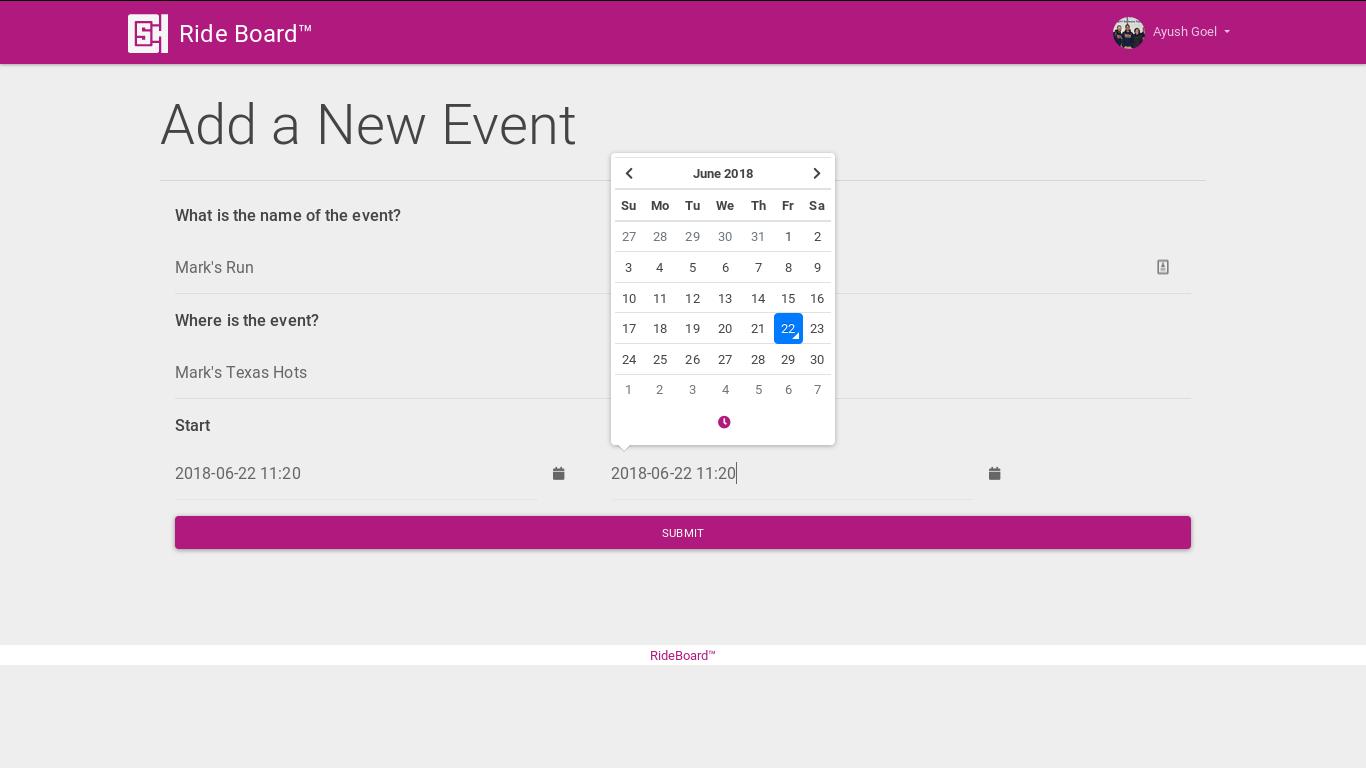 Ride Board™
Ayush Goel
Add a New Event
What is the name of the event?
Mark's Run
Where is the event?
Mark's Texas Hots
Start
2018-06-22 11:20
June 2018
Su Mo Tu We Th Fr Sa
27 28 29 30 31 1 2
3 4 5 6 7 8 9
10 11 12 13 14 15 16
17 18 19 20 21 22 23
24 25 26 27 28 29 30
1 2 3 4 5 6 7
2018-06-22 11:20
SUBMIT
RideBoard™